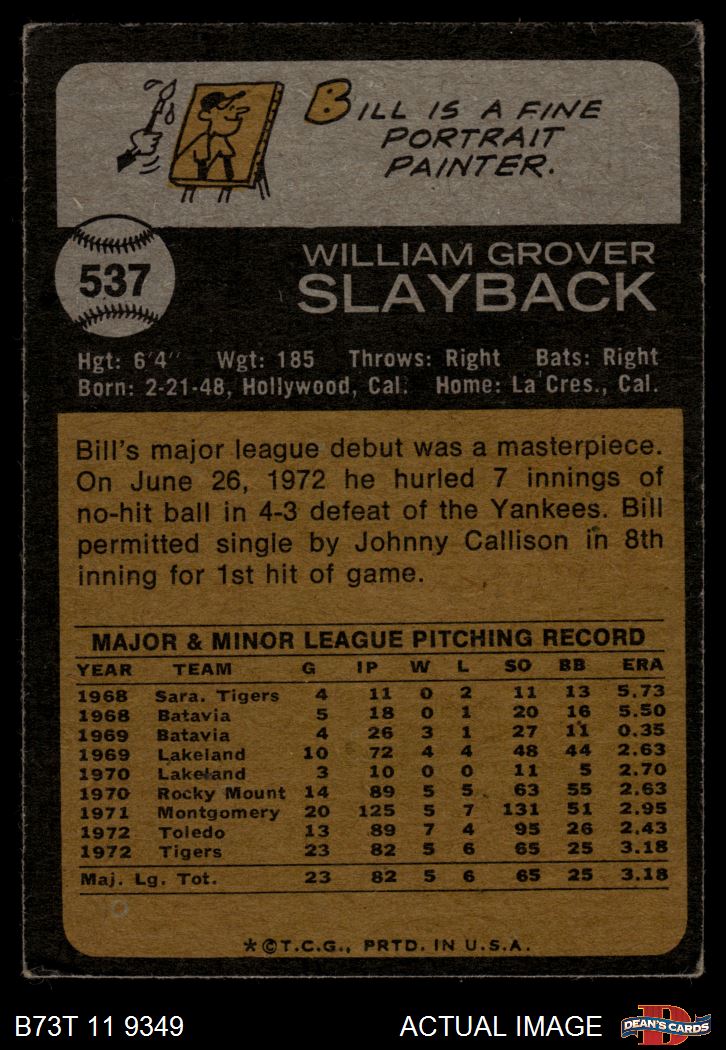 BILL IS A FINE
PORTRAIT
PAINTER.
537
WILLIAM GROVER
SLAYBACK
Hgt: 6'4" Wgt: 185 Throws: Right Bats: Right
Born: 2-21-48, Hollywood, Cal. Home: La Cres., Cal.
Bill's major league debut was a masterpiece.
On June 26, 1972 he hurled 7 innings of
no-hit ball in 4-3 defeat of the Yankees. Bill
permitted single by Johnny Callison in 8th
inning for 1st hit of game.
MAJOR & MINOR LEAGUE PITCHING RECORD
YEAR TEAM G IP W L SO BB ERA
1968 Sara. Tigers 4 11 0 2 11 13 5.73
1968 Batavia 5 18 0 1 20 16 5.50
1969 Batavia 4 26 3 1 27 11 0.35
1969 Lakeland 10 72 4 4 48 44 2.63
1970 Lakeland 3 10 0 0 11 5 2.70
1970 Rocky Mount 14 89 5 5 63 55 2.63
1971 Montgomery 20 125 5 7 131 51 2.95
1972 Toledo 13 89 7 4 95 26 2.43
1972 Tigers 23 82 5 6 65 25 3.18
Maj. Lg. Tot. 23 82 5 6 65 25 3.18
*©T.C.G., PRTD. IN U.S.A.
B73T 11 9349 ACTUAL IMAGE D DEAN'S CARDS